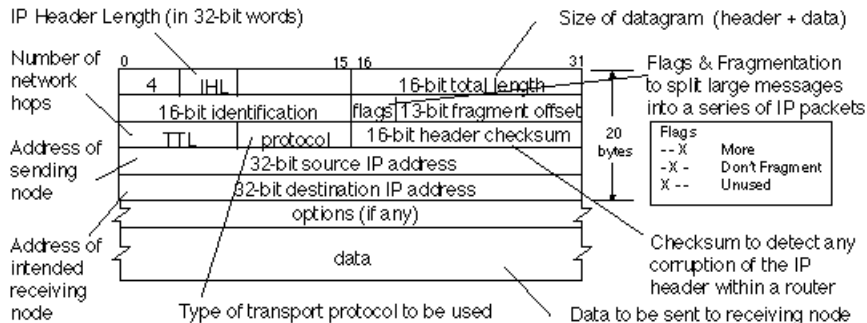 IP Header Length (in 32-bit words)
Size of datagram (header + data)
Number of
network
hops
0
15 16
31
Flags & Fragmentation
to split large messages
into a series of IP packets
4
IHL
16-bit total length
16-bit identification
flags
13-bit fragment offset
TTL
protocol
16-bit header checksum
20
bytes
Flags
--X More
-X- Don't Fragment
X-- Unused
Address of
sending
node
32-bit source IP address
32-bit destination IP address
options (if any)
Address of
intended
receiving
node
data
Checksum to detect any
corruption of the IP
header within a router
Type of transport protocol to be used
Data to be sent to receiving node